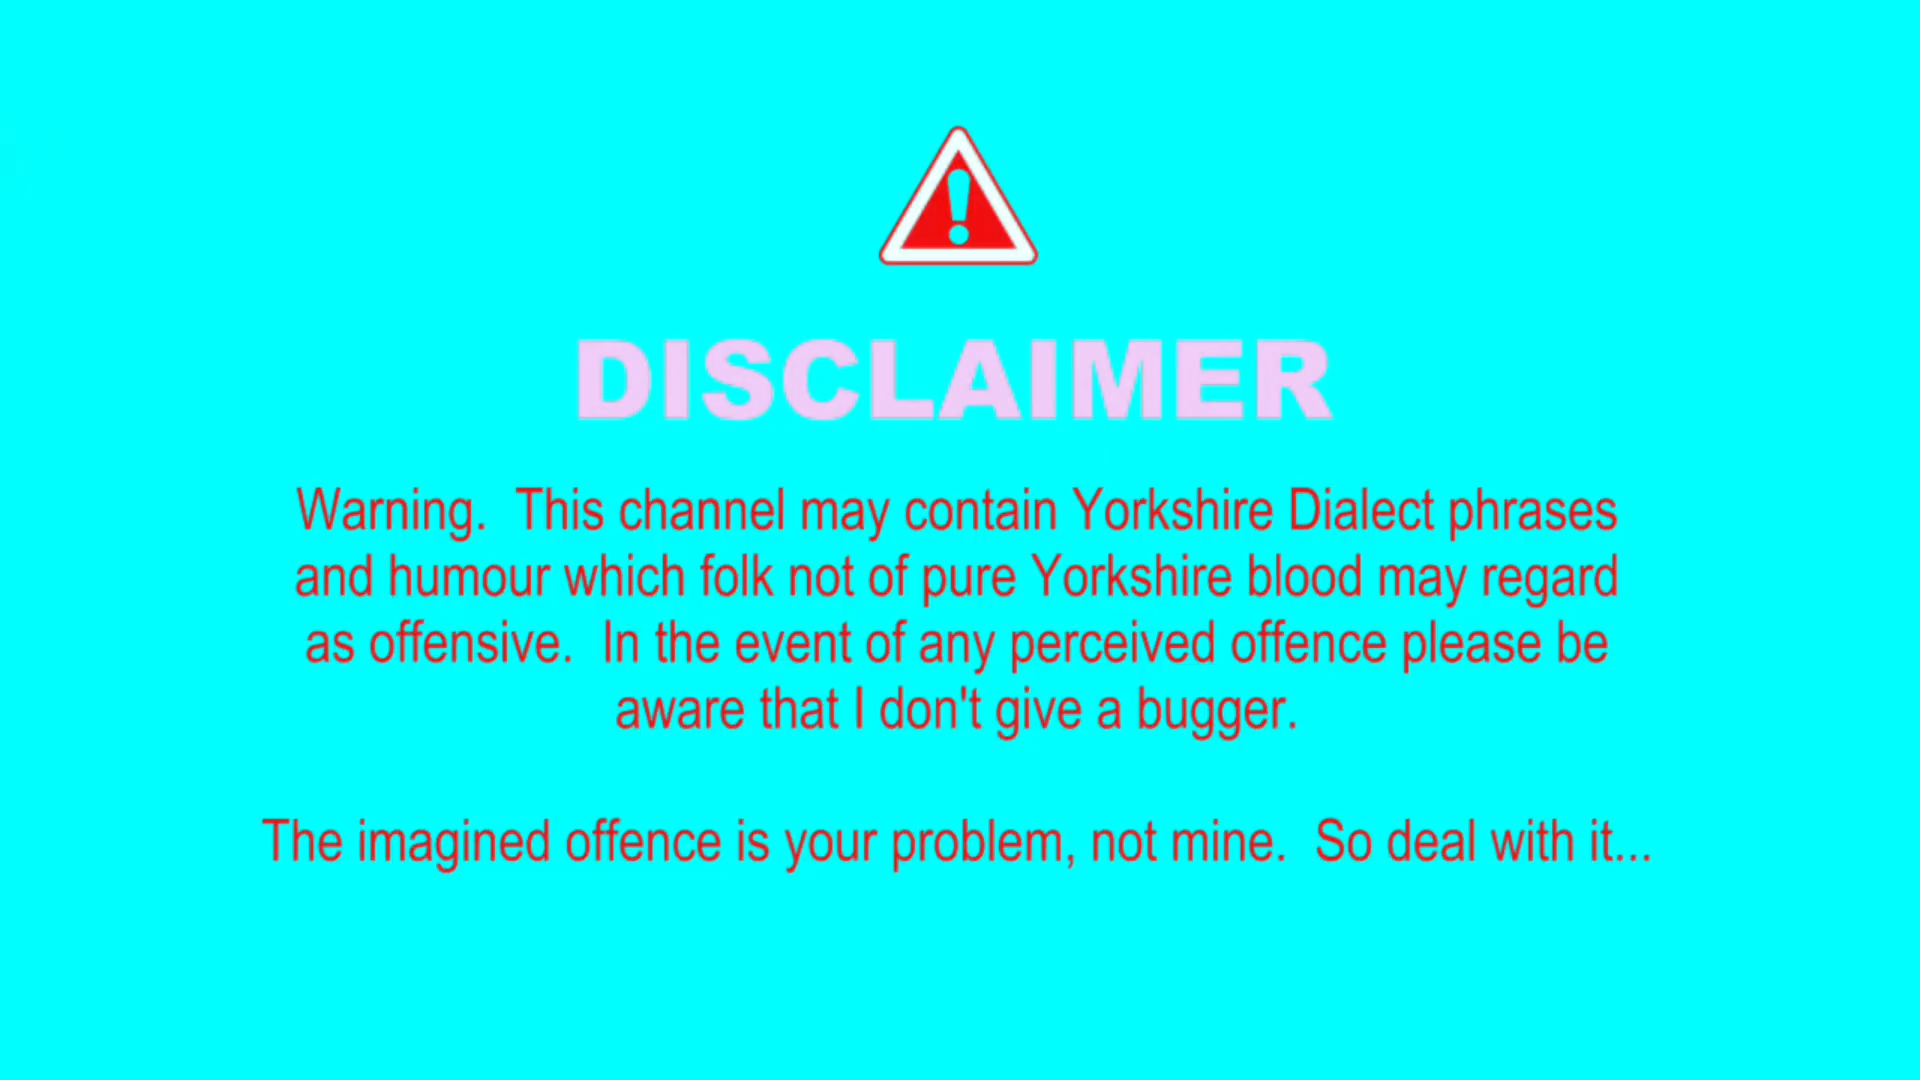 DISCLAIMER
Warning.  This channel may contain Yorkshire Dialect phrases
and humour which folk not of pure Yorkshire blood may regard
as offensive.  In the event of any perceived offence please be
aware that I don't give a bugger.
The imagined offence is your problem, not mine.  So deal with it...